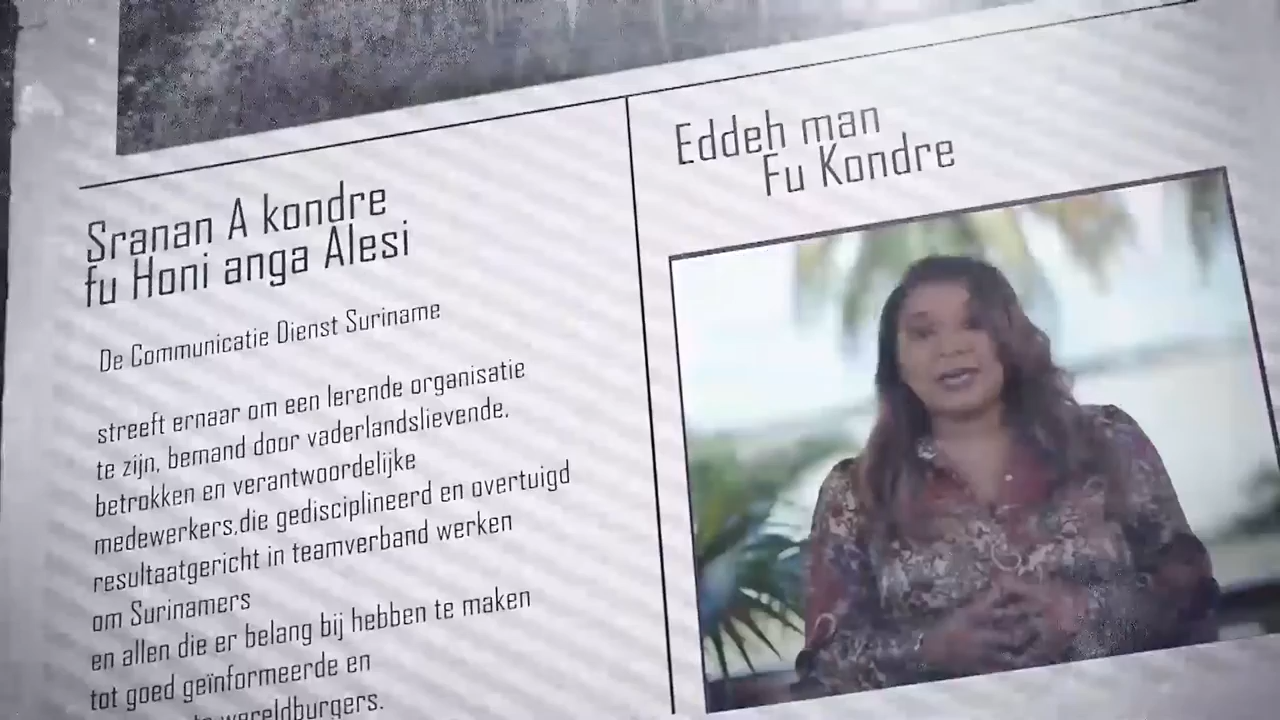 Sranan A kondre
fu Honi anga Alesi
De Communicatie Dienst Suriname
streeft ernaar om een lerende organisatie
te zijn, bemand door vaderlandslievende,
betrokken en verantwoordelijke
medewerkers,die gedisciplineerd en overtuigd
resultaatgericht in teamverband werken
om Surinamers
en allen die er belang bij hebben te maken
tot goed geïnformeerde en
wereldburgers.
Eddeh man
Fu Kondre